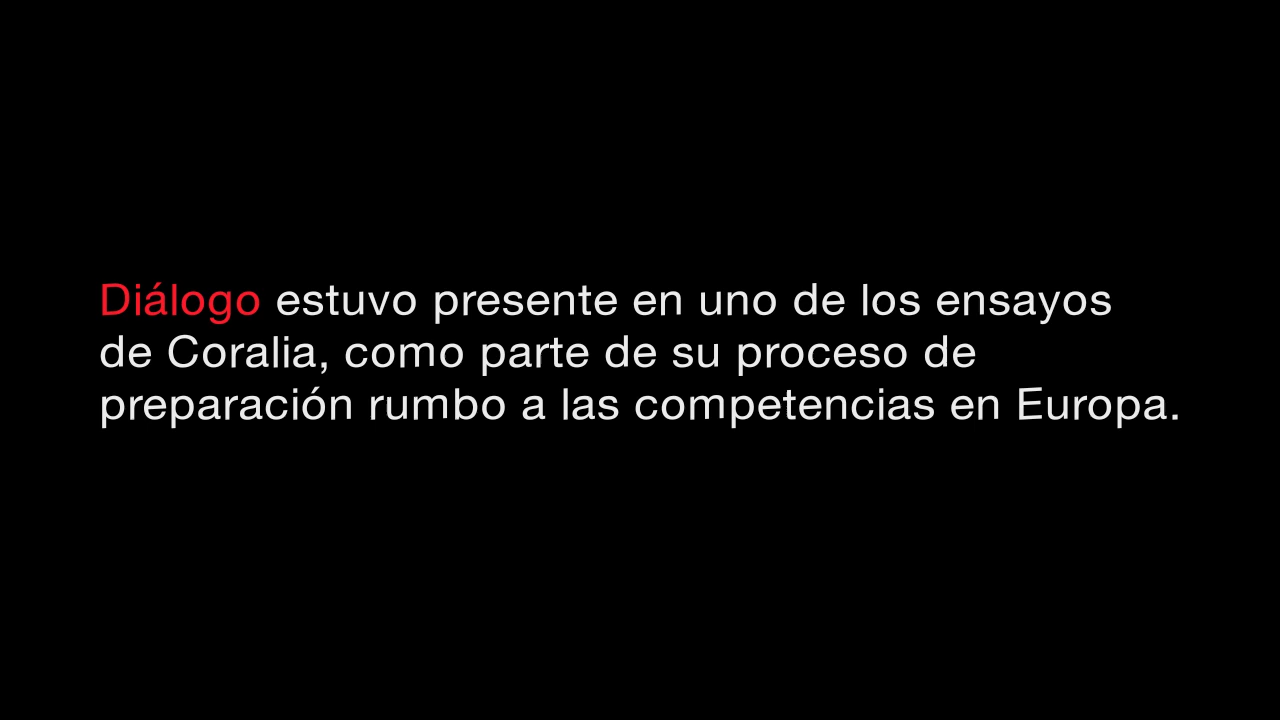 Diálogo estuvo presente en uno de los ensayos
de Coralia, como parte de su proceso de
preparación rumbo a las competencias en Europa.